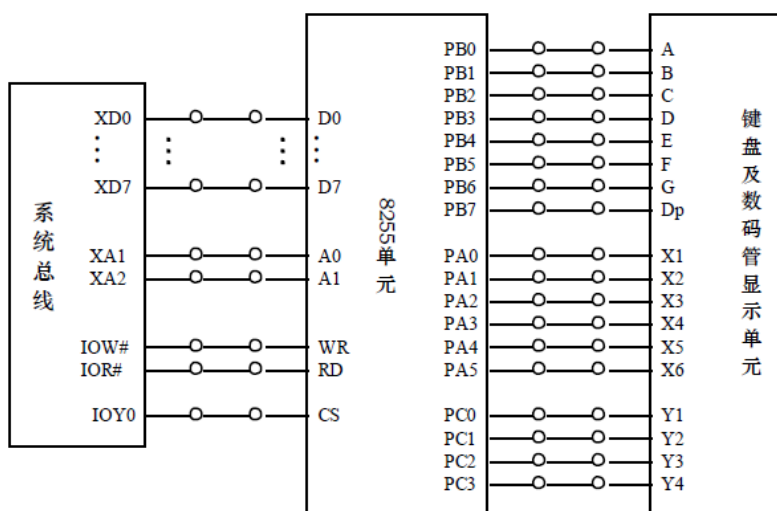 系统总线
XD0
XD7
XA1
XA2
IOW#
IOR#
IOY0
D0
D7
A0
A1
WR
RD
CS
8255单元
PB0
PB1
PB2
PB3
PB4
PB5
PB6
PB7
PA0
PA1
PA2
PA3
PA4
PA5
PC0
PC1
PC2
PC3
A
B
C
D
E
F
G
Dp
X1
X2
X3
X4
X5
X6
Y1
Y2
Y3
Y4
键盘及数码管显示单元